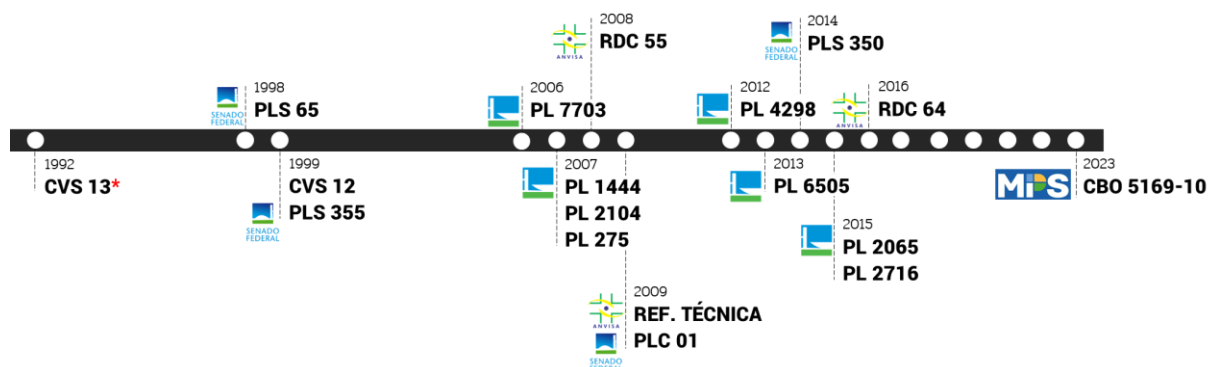 2008
RDC 55
ANVISA
2014
PLS 350
SENADO
FEDERAL
1998
PLS 65
SENADO
FEDERAL
2006
PL 7703
2012
PL 4298
2016
RDC 64
ANVISA
1992
CVS 13*
1999
CVS 12
PLS 355
SENADO
FEDERAL
2007
PL 1444
PL 2104
PL 275
2013
PL 6505
2023
CBO 5169-10
MPS
2015
PL 2065
PL 2716
2009
REF. TÉCNICA
PLC 01
ANVISA
SENADO
FEDERAL